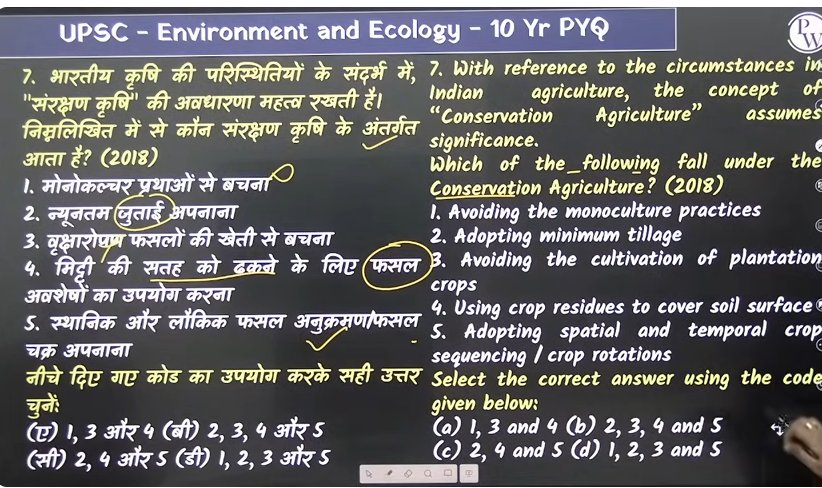 UPSC - Environment and Ecology - 10 Yr PYQ
PW
7. भारतीय कृषि की परिस्थितियों के संदर्भ में,
"संरक्षण कृषि" की अवधारणा महत्व रखती है।
निम्नलिखित में से कौन संरक्षण कृषि के अंतर्गत
आता है? (2018)
1. मोनोकल्चर प्रथाओं से बचना
2. न्यूनतम जुताई अपनाना
3. वृक्षारोपण फसलों की खेती से बचना
4. मिट्टी की सतह को ढकने के लिए फसल
अवशेषों का उपयोग करना
5. स्थानिक और लौकिक फसल अनुक्रमण/फसल
चक्र अपनाना
नीचे दिए गए कोड का उपयोग करके सही उत्तर
चुनें:
(ए) 1, 3 और 4 (बी) 2, 3, 4 और 5
(सी) 2, 4 और 5 (डी) 1, 2, 3 और 5
7. With reference to the circumstances in
Indian agriculture, the concept of
"Conservation Agriculture" assumes
significance.
Which of the following fall under the
Conservation Agriculture? (2018)
1. Avoiding the monoculture practices
2. Adopting minimum tillage
3. Avoiding the cultivation of plantation
crops
4. Using crop residues to cover soil surface
5. Adopting spatial and temporal crop
sequencing / crop rotations
Select the correct answer using the code
given below:
(a) 1, 3 and 4 (b) 2, 3, 4 and 5
(c) 2, 4 and 5 (d) 1, 2, 3 and 5